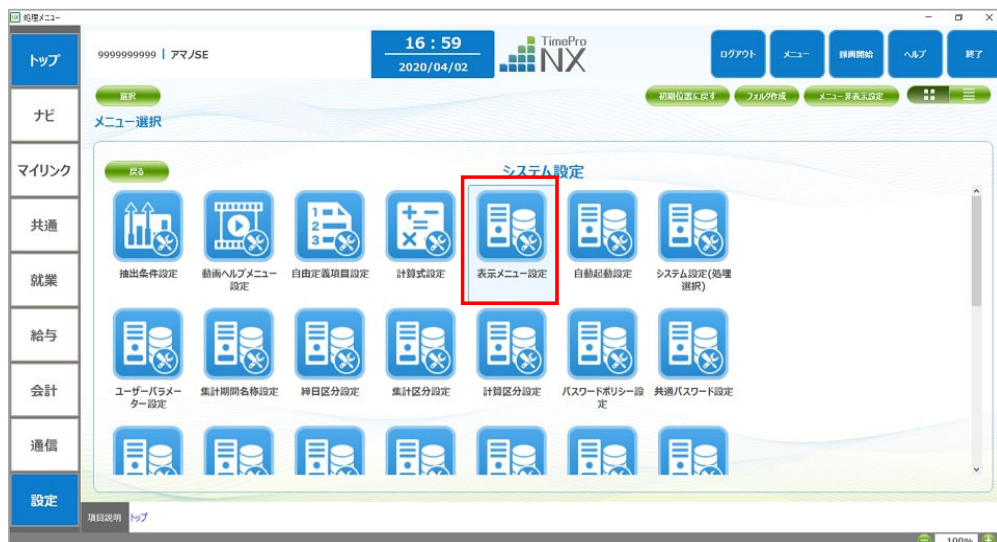 処理メニュー
トップ
9999999999 | アマノSE
16:59
2020/04/02
TimePro
NX
ログアウト
メニュー
録画開始
ヘルプ
終了
選択
初期位置に戻す
フォルダ作成
メニュー非表示設定
ナビ
メニュー選択
マイリンク
戻る
システム設定
共通
抽出条件設定
動画ヘルプメニュー
設定
自由定義項目設定
計算式設定
表示メニュー設定
自動起動設定
システム設定(処理
選択)
就業
給与
会計
ユーザーパラメー
ター設定
集計期間名称設定
締日区分設定
集計区分設定
計算区分設定
パスワードポリシー設
定
共通パスワード設定
通信
設定
項目説明
トップ
100%